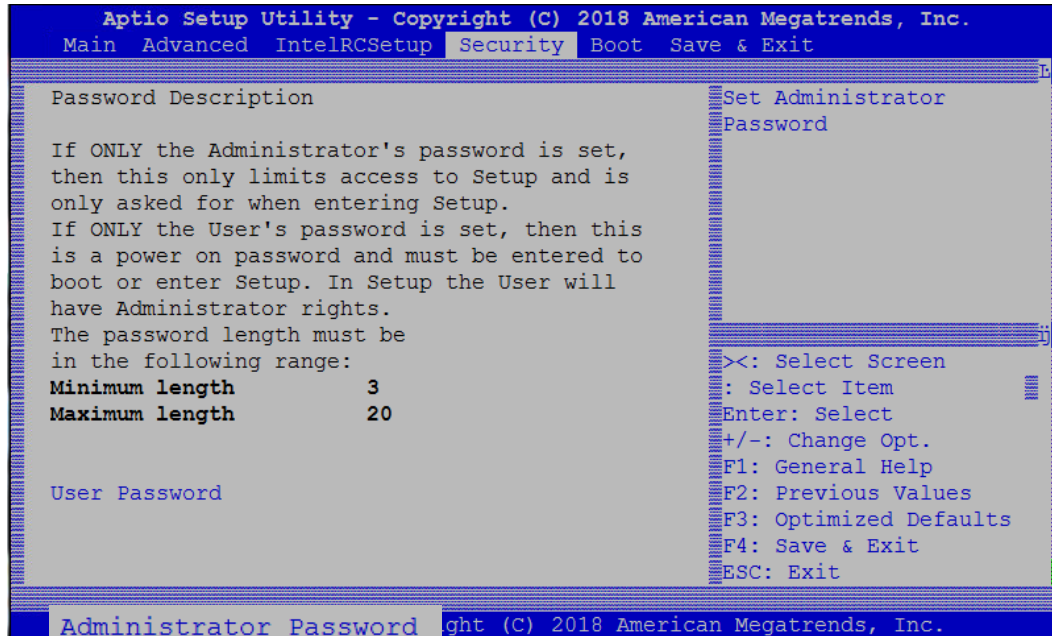 Aptio Setup Utility - Copyright (C) 2018 American Megatrends, Inc.
Main Advanced IntelRCSetup Security Boot Save & Exit
Password Description
If ONLY the Administrator's password is set,
then this only limits access to Setup and is
only asked for when entering Setup.
If ONLY the User's password is set, then this
is a power on password and must be entered to
boot or enter Setup. In Setup the User will
have Administrator rights.
The password length must be
in the following range:
Minimum length 3
Maximum length 20
User Password
Set Administrator
Password
><: Select Screen
: Select Item
Enter: Select
+/-: Change Opt.
F1: General Help
F2: Previous Values
F3: Optimized Defaults
F4: Save & Exit
ESC: Exit
Administrator Password ght (C) 2018 American Megatrends, Inc.